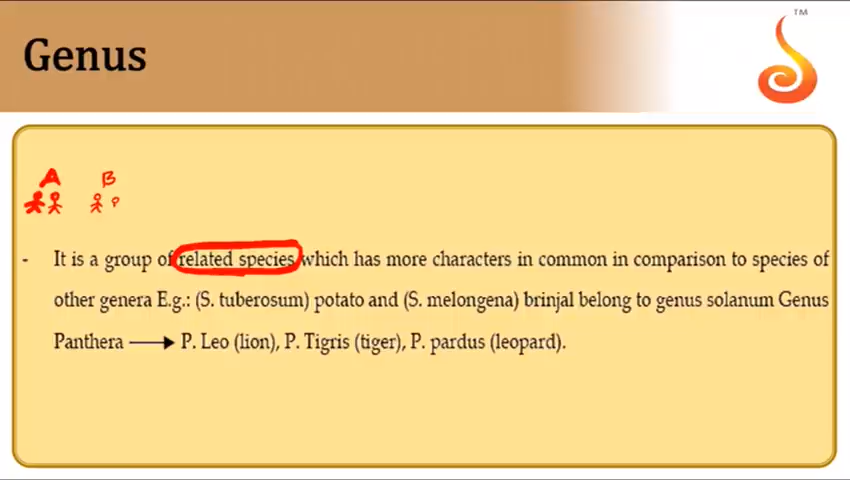 TM
Genus
A B
- It is a group of related species which has more characters in common in comparison to species of
other genera E.g.: (S. tuberosum) potato and (S. melongena) brinjal belong to genus solanum Genus
Panthera → P. Leo (lion), P. Tigris (tiger), P. pardus (leopard).